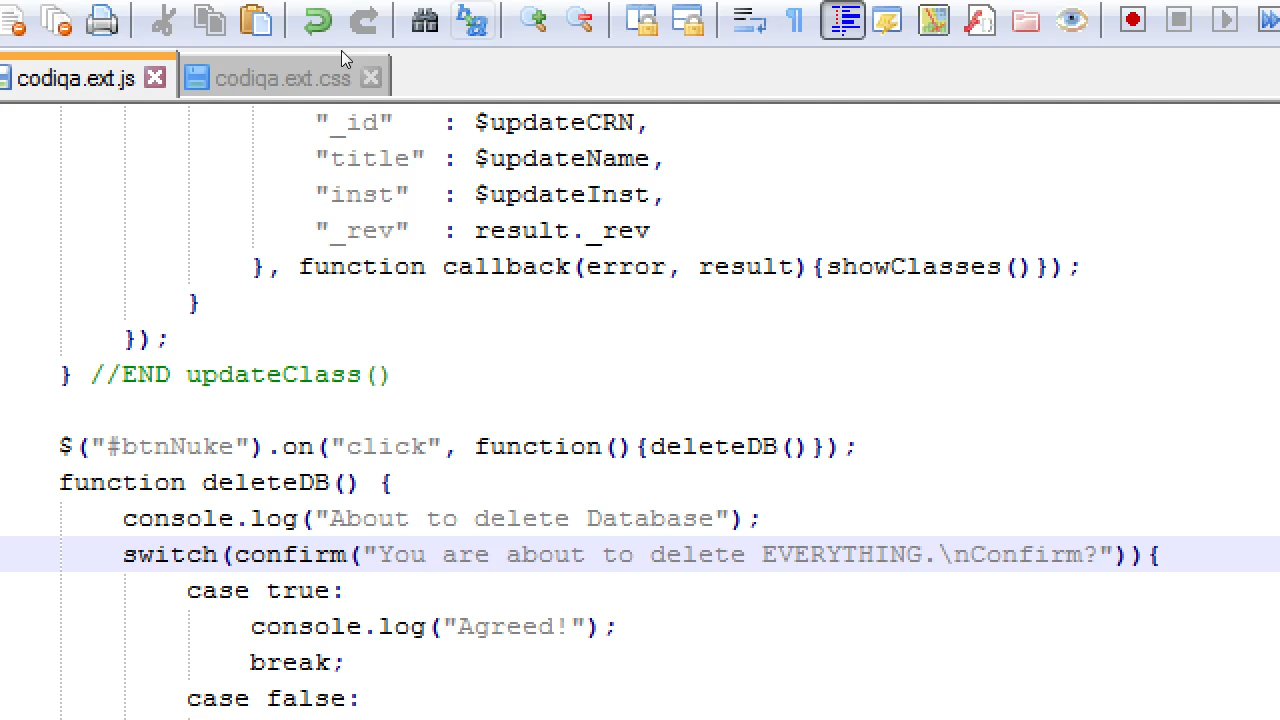 codiqa.ext.js codiqa.ext.css
"_id" : $updateCRN,
"title" : $updateName,
"inst" : $updateInst,
"_rev" : result._rev
}, function callback(error, result){showClasses()});
}
});
} //END updateClass()
$("#btnNuke").on("click", function(){deleteDB()});
function deleteDB() {
console.log("About to delete Database");
switch(confirm("You are about to delete EVERYTHING.\nConfirm?")){
case true:
console.log("Agreed!");
break;
case false: